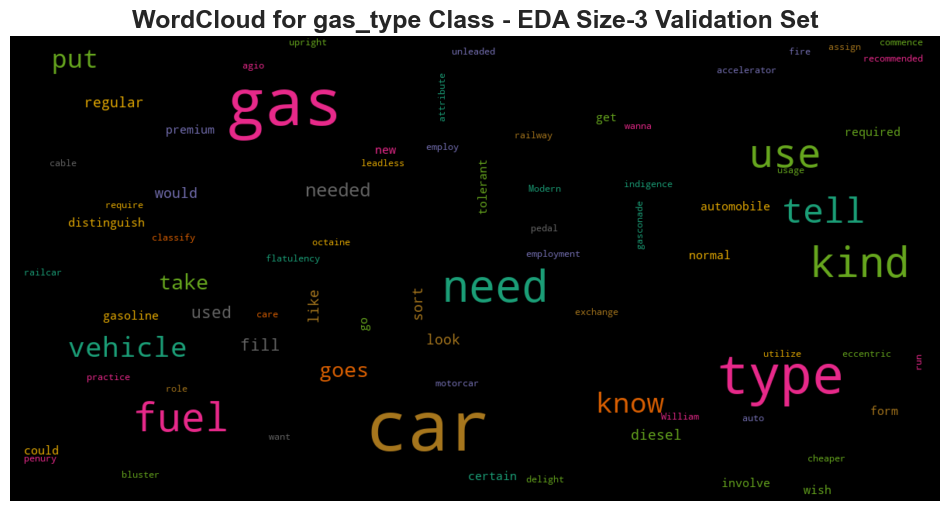 WordCloud for gas_type Class - EDA Size-3 Validation Set
upright
commence
assign
unleaded
fire
put
recommended
agio
accelerator
attribute
regular
gas
get
wanna
premium
railway
required
employ
new
use
cable
leadless
usage
tolerant
needed
indigence
Modern
would
require
automobile
tell
distinguish
gasconade
pedal
classify
octaine
employment
normal
flatulency
kind
railcar
take
need
like
sort
gasoline
used
care
go
exchange
look
vehicle
fill
utilize
eccentric
run
goes
practice
motorcar
type
role
know
fuel
car
William
auto
form
want
diesel
could
penury
cheaper
bluster
certain
delight
involve
wish